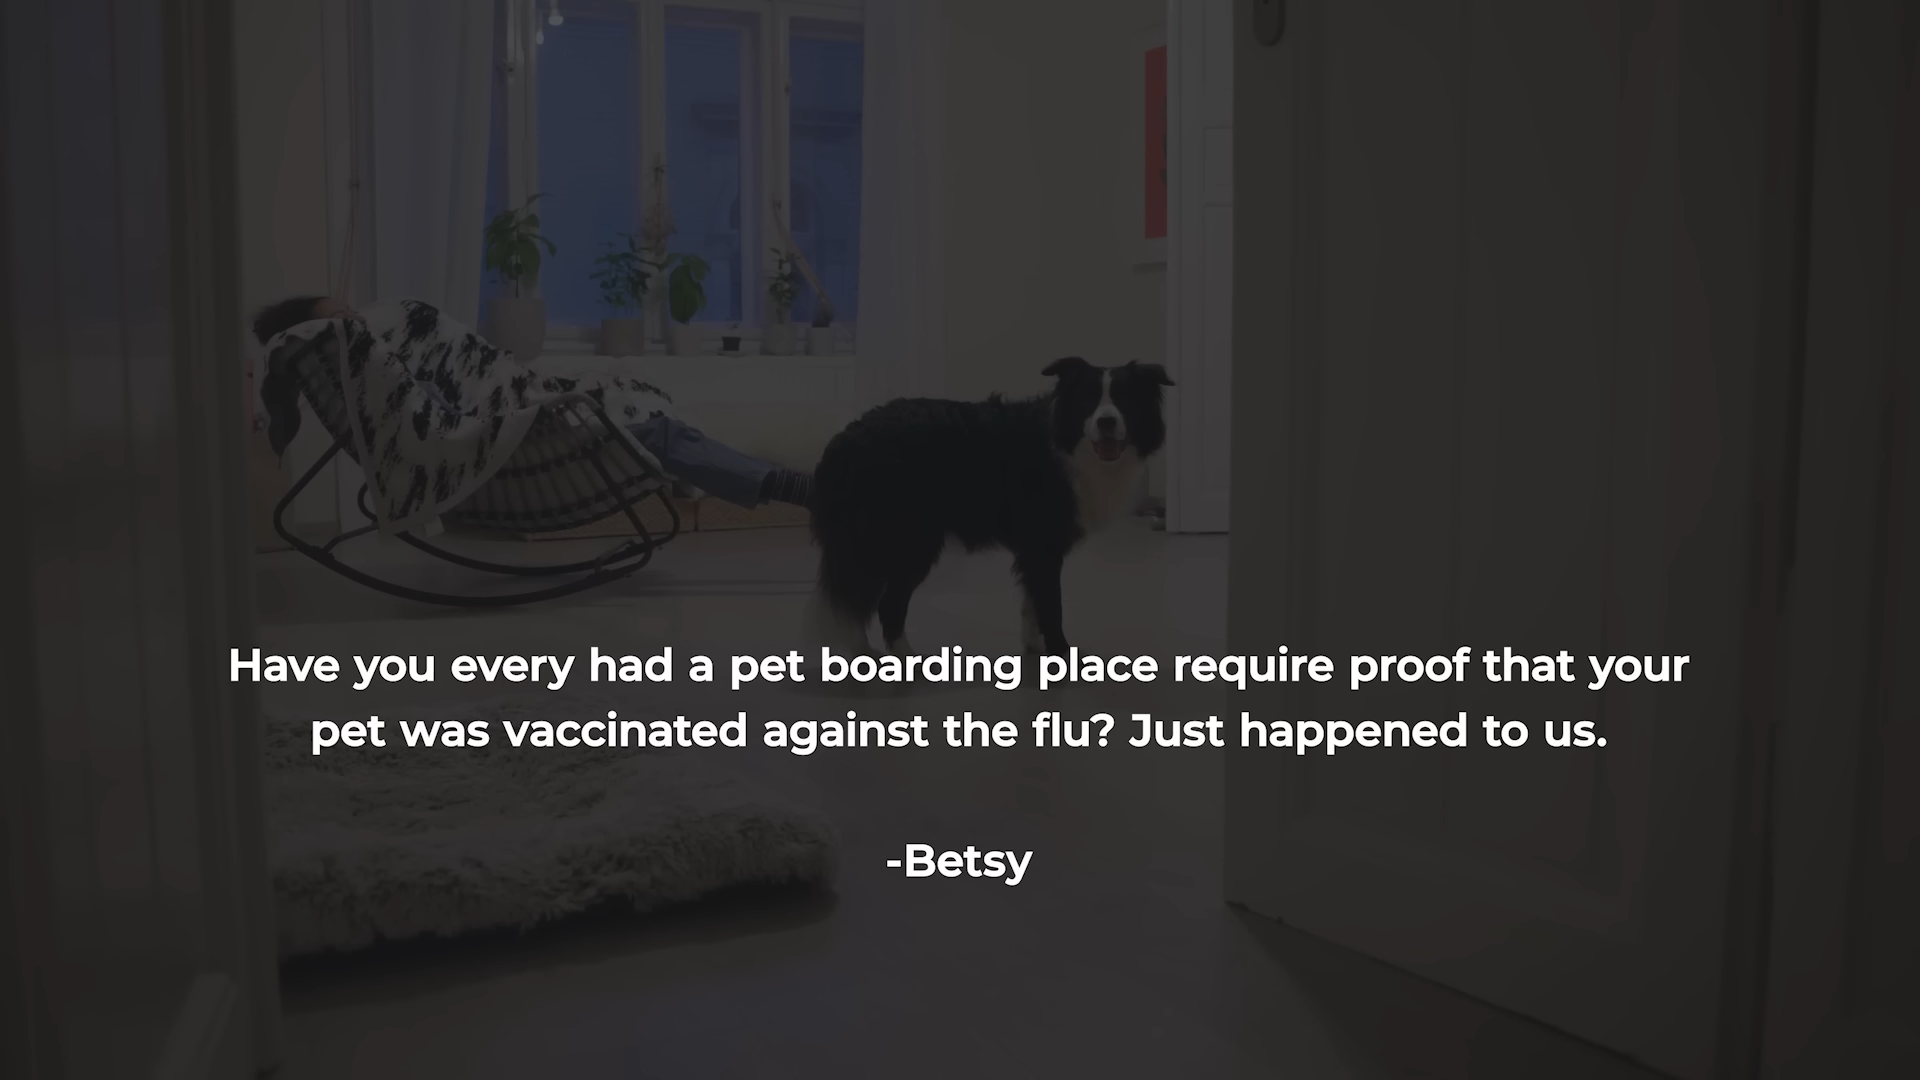 Have you every had a pet boarding place require proof that your
pet was vaccinated against the flu? Just happened to us.
-Betsy